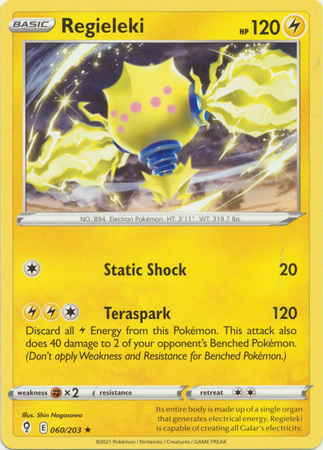 BASIC
Regieleki HP 120
NO. 894 Electron Pokémon HT: 3'11" WT: 319.7 lbs.
Static Shock 20
Teraspark 120
Discard all Energy from this Pokémon. This attack also
does 40 damage to 2 of your opponent's Benched Pokémon.
(Don't apply Weakness and Resistance for Benched Pokémon.)
weakness ×2 resistance retreat
Illus. Shin Nagasawa
E 060/203 ★
Its entire body is made up of a single organ
that generates electrical energy. Regieleki
is capable of creating all Galar's electricity.
©2021 Pokémon / Nintendo / Creatures / GAME FREAK